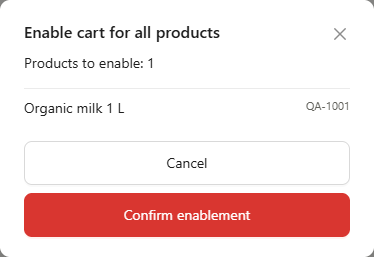 Enable cart for all products
Products to enable: 1
Organic milk 1 L QA-1001
Cancel
Confirm enablement